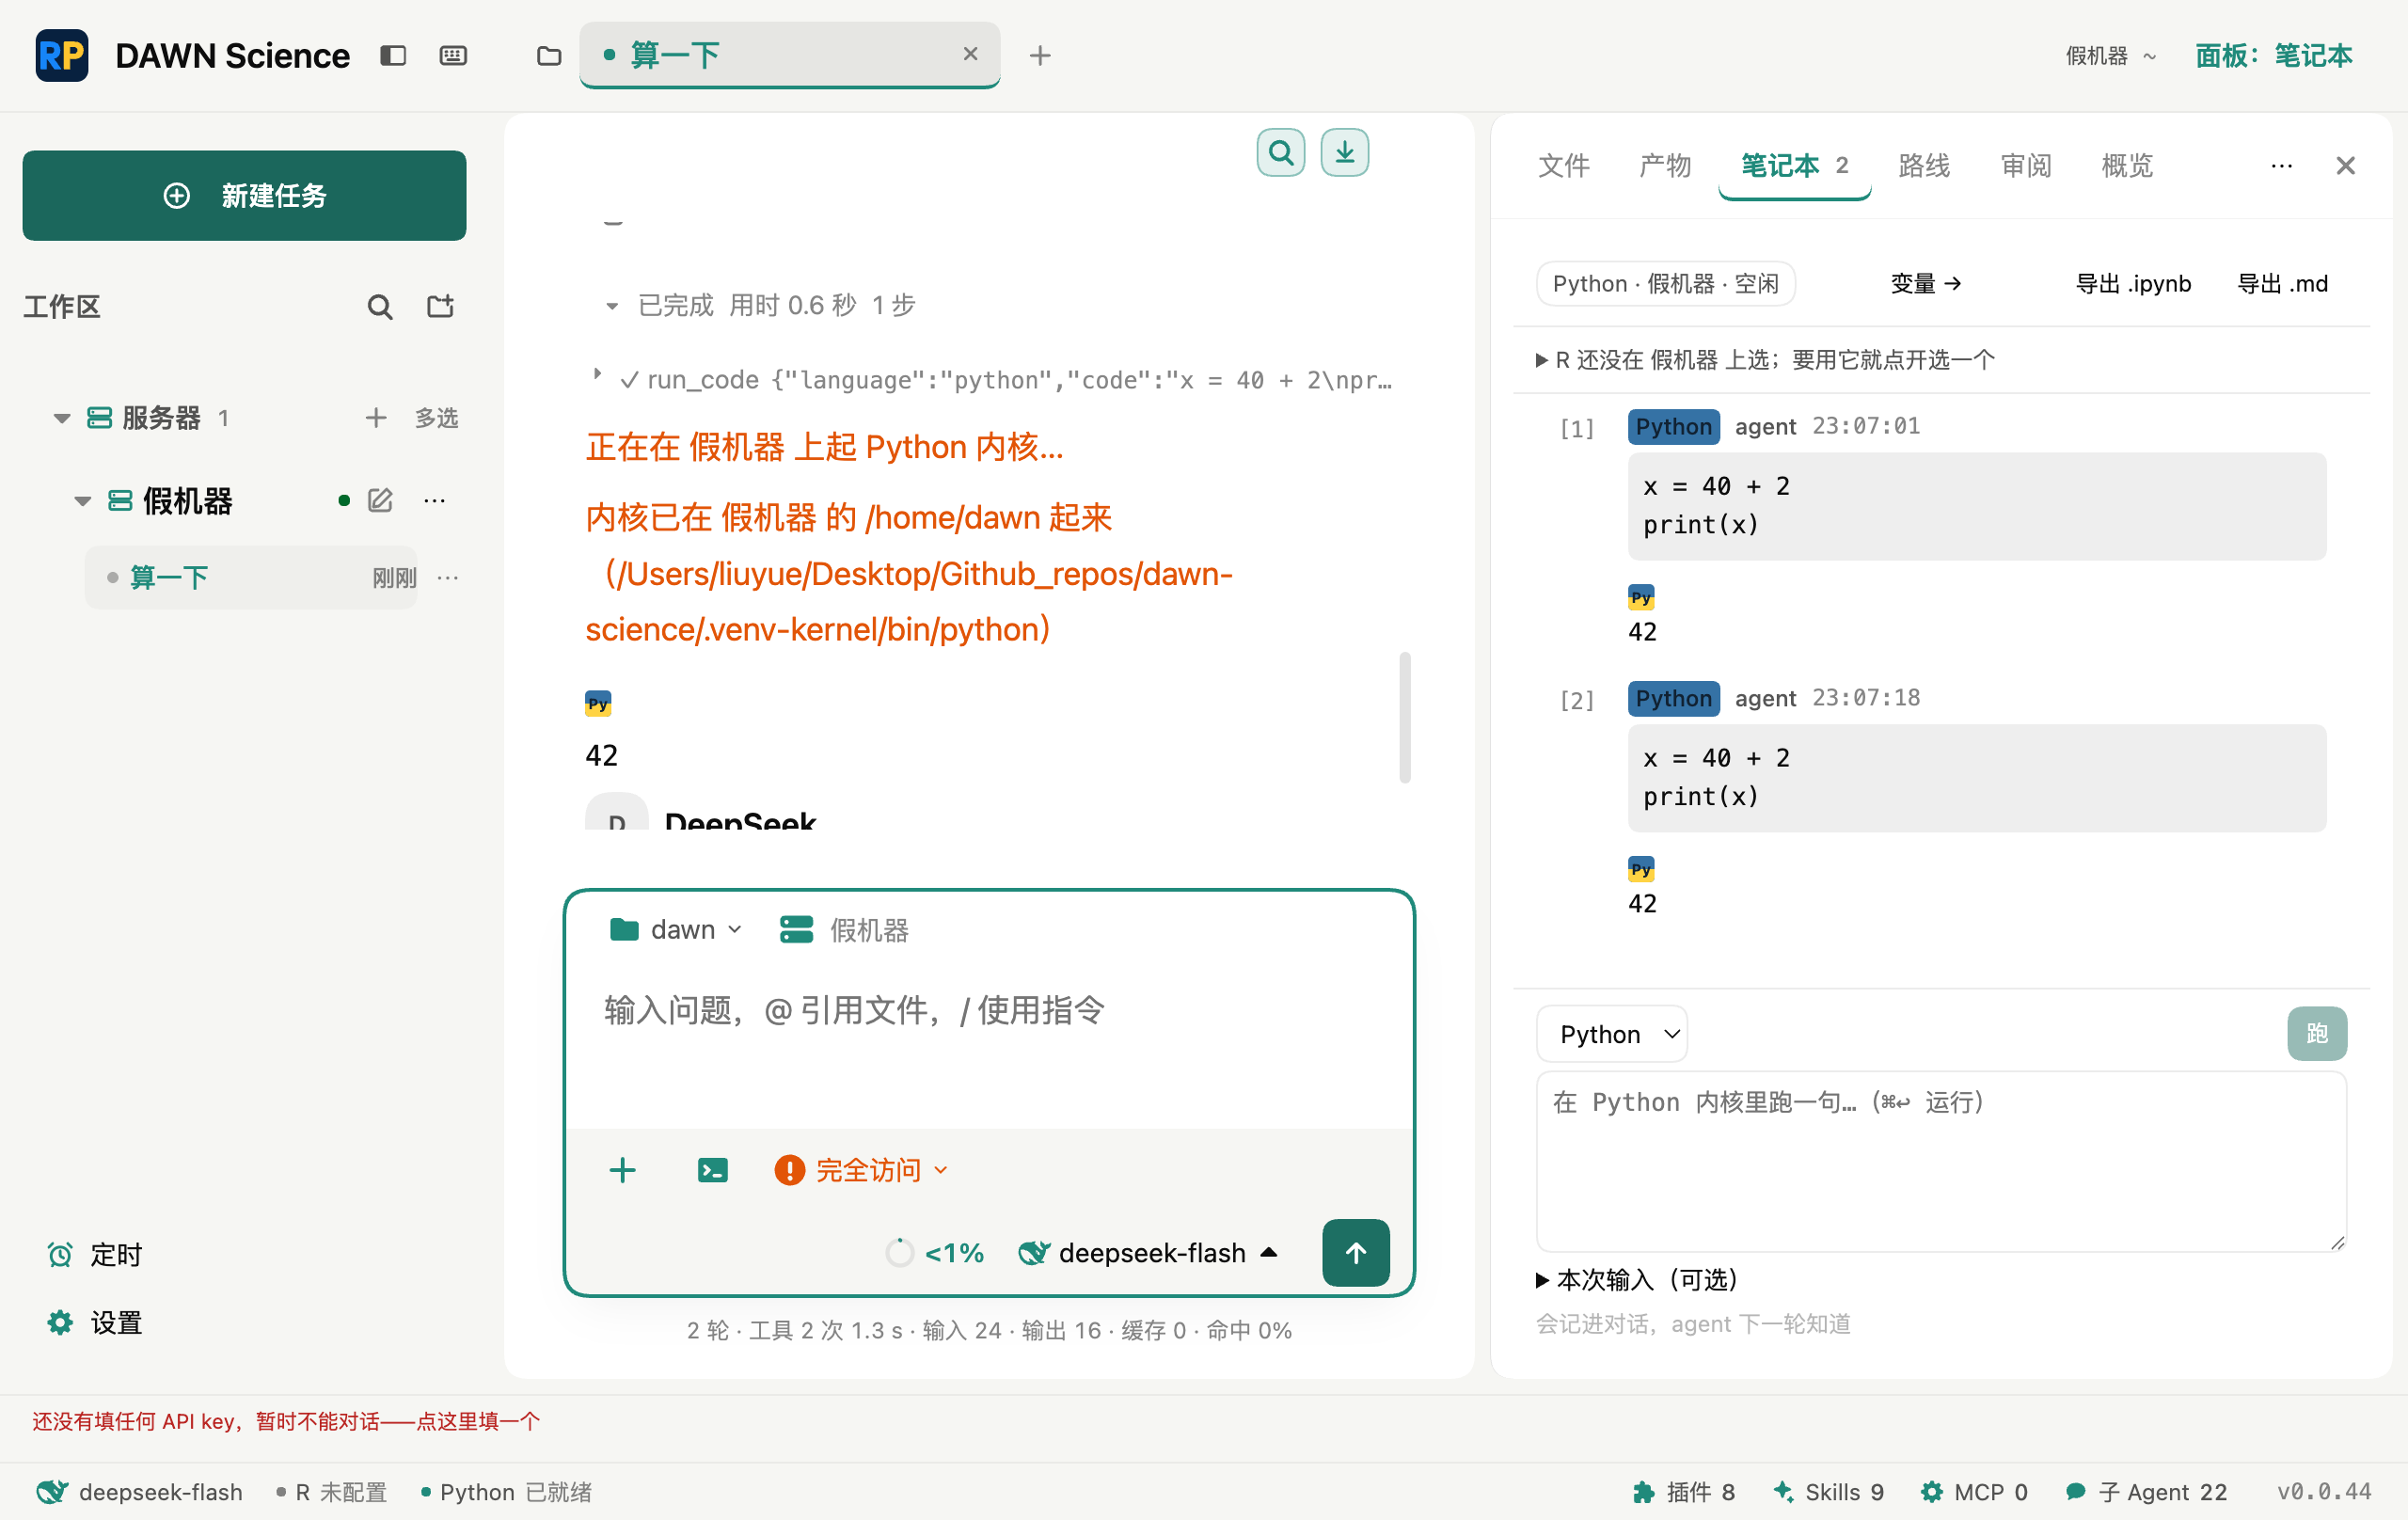 RP DAWN Science
算一下
假机器 ~
面板：笔记本
新建任务
工作区
服务器 1
多选
假机器
算一下 刚刚
定时
设置
已完成 用时 0.6 秒 1 步
run_code {"language":"python","code":"x = 40 + 2\npr…
正在在 假机器 上起 Python 内核...
内核已在 假机器 的 /home/dawn 起来
（/Users/liuyue/Desktop/Github_repos/dawn-
science/.venv-kernel/bin/python）
Py
42
D DeepSeek
dawn 假机器
输入问题，@ 引用文件，/ 使用指令
完全访问
<1% deepseek-flash
2 轮 · 工具 2 次 1.3 s · 输入 24 · 输出 16 · 缓存 0 · 命中 0%
文件 产物 笔记本 2 路线 审阅 概览
Python · 假机器 · 空闲 变量 → 导出 .ipynb 导出 .md
R 还没在 假机器 上选；要用它就点开选一个
[1] Python agent 23:07:01
x = 40 + 2
print(x)
Py
42
[2] Python agent 23:07:18
x = 40 + 2
print(x)
Py
42
Python 跑
在 Python 内核里跑一句…（⌘↩ 运行）
本次输入（可选）
会记进对话，agent 下一轮知道
还没有填任何 API key，暂时不能对话——点这里填一个
deepseek-flash R 未配置 Python 已就绪
插件 8 Skills 9 MCP 0 子 Agent 22 v0.0.44